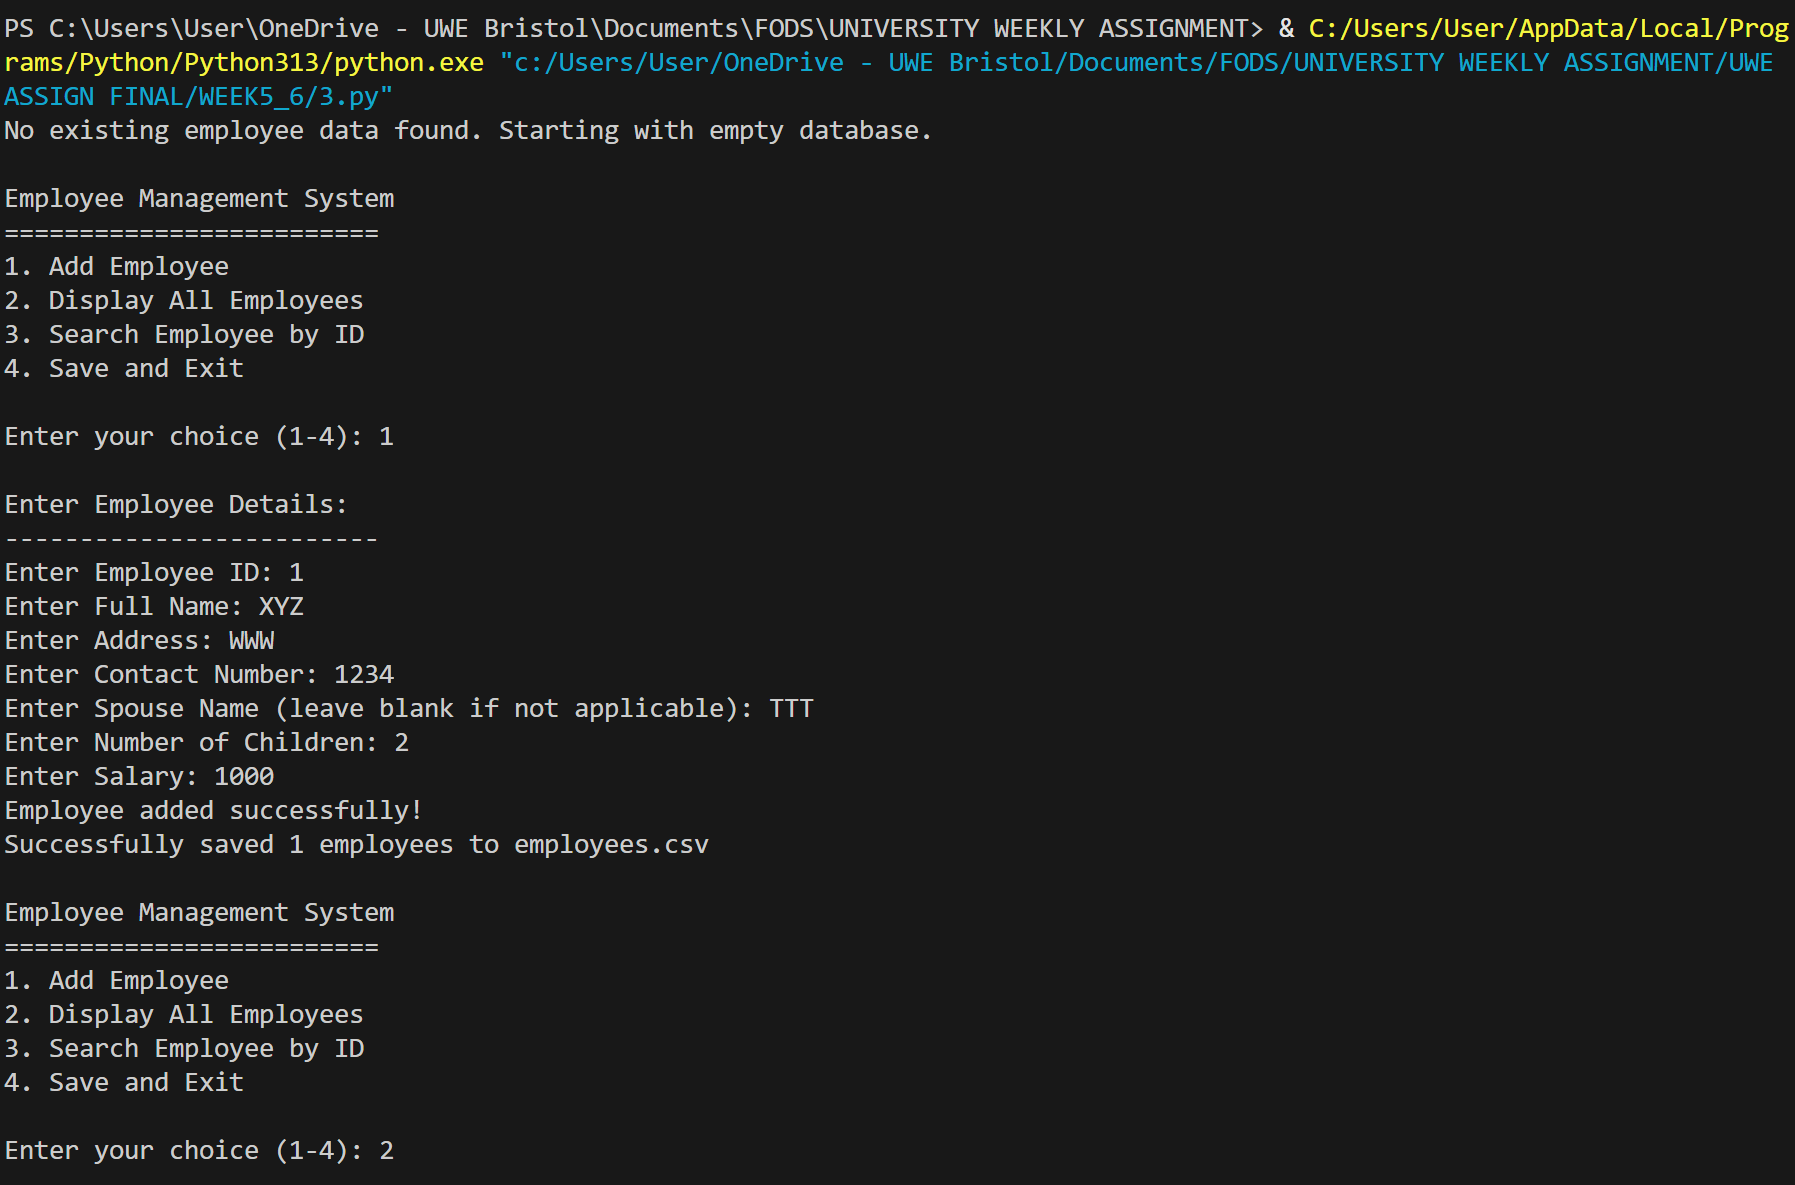 PS C:\Users\User\OneDrive - UWE Bristol\Documents\FODS\UNIVERSITY WEEKLY ASSIGNMENT> & C:/Users/User/AppData/Local/Prog
rams/Python/Python313/python.exe "c:/Users/User/OneDrive - UWE Bristol/Documents/FODS/UNIVERSITY WEEKLY ASSIGNMENT/UWE
ASSIGN FINAL/WEEK5_6/3.py"
No existing employee data found. Starting with empty database.

Employee Management System
=========================
1. Add Employee
2. Display All Employees
3. Search Employee by ID
4. Save and Exit

Enter your choice (1-4): 1

Enter Employee Details:
-------------------------
Enter Employee ID: 1
Enter Full Name: XYZ
Enter Address: WWW
Enter Contact Number: 1234
Enter Spouse Name (leave blank if not applicable): TTT
Enter Number of Children: 2
Enter Salary: 1000
Employee added successfully!
Successfully saved 1 employees to employees.csv

Employee Management System
=========================
1. Add Employee
2. Display All Employees
3. Search Employee by ID
4. Save and Exit

Enter your choice (1-4): 2